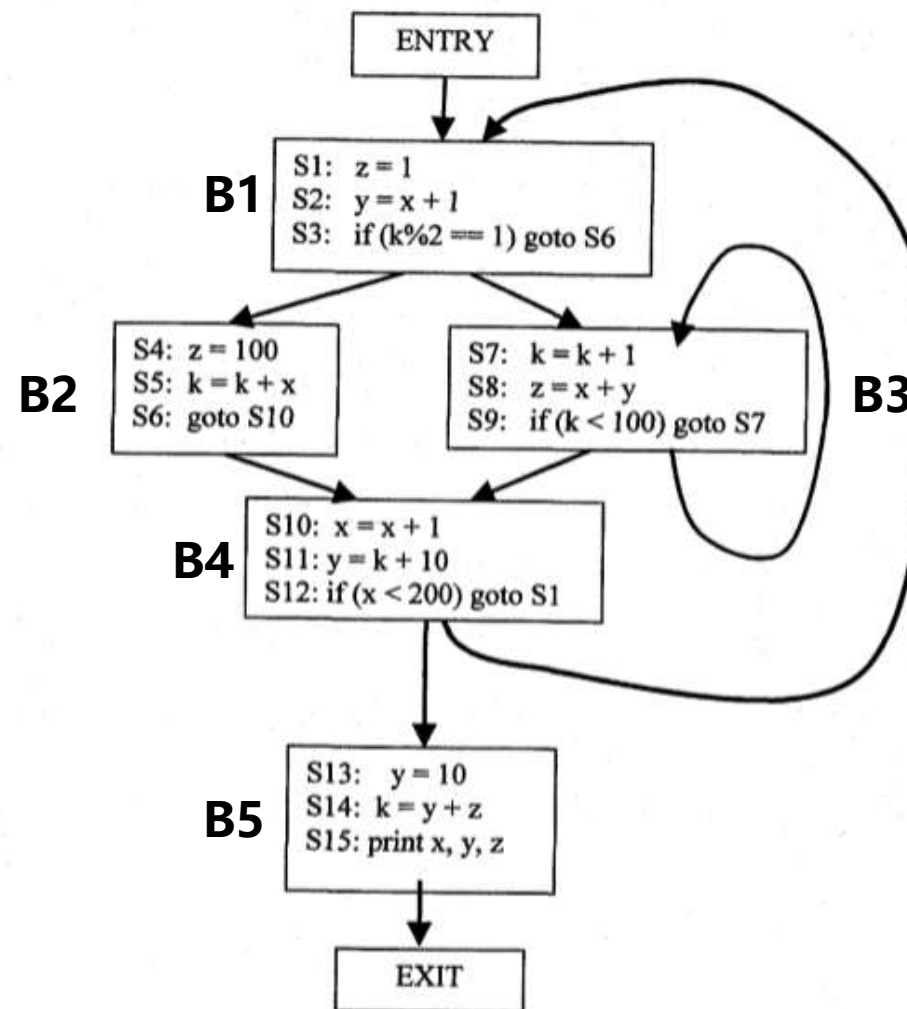 ENTRY
B1
S1: z = 1
S2: y = x + 1
S3: if (k%2 == 1) goto S6
B2
S4: z = 100
S5: k = k + x
S6: goto S10
B3
S7: k = k + 1
S8: z = x + y
S9: if (k < 100) goto S7
B4
S10: x = x + 1
S11: y = k + 10
S12: if (x < 200) goto S1
B5
S13: y = 10
S14: k = y + z
S15: print x, y, z
EXIT